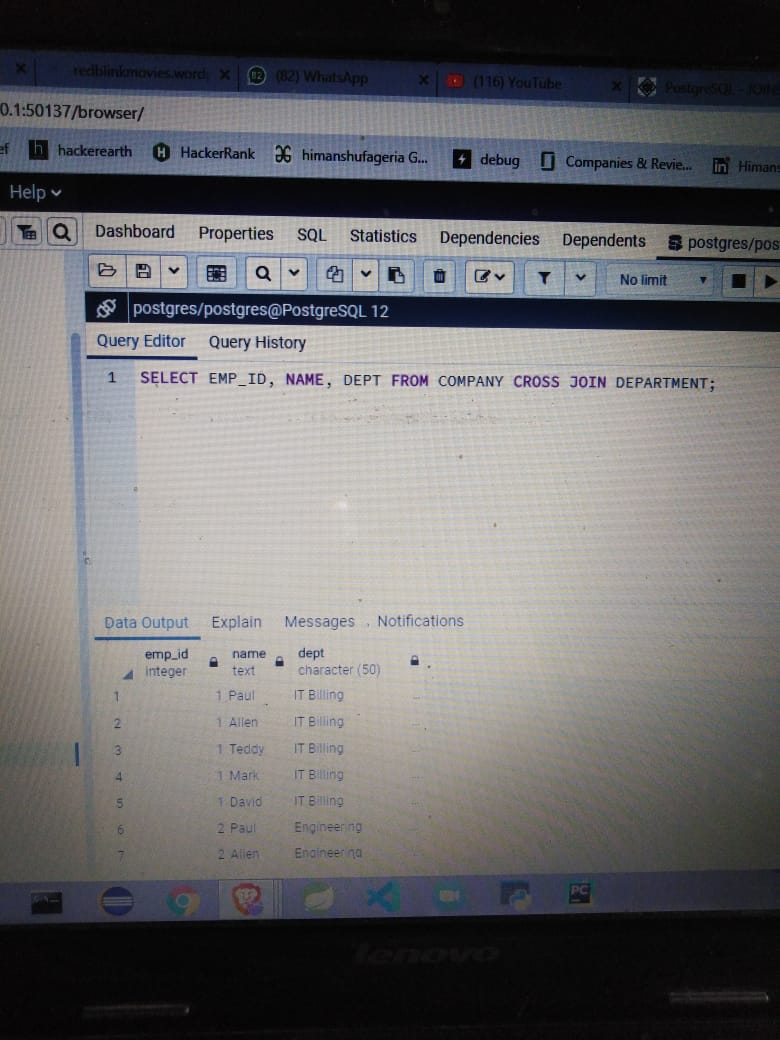 redblinkmovies.word
(82) WhatsApp
(116) YouTube
PostgreSQL - JOIN
0.1:50137/browser/
ef
hackerearth
HackerRank
himanshufageria G...
debug
Companies & Revie...
Himans
Help
Dashboard
Properties
SQL
Statistics
Dependencies
Dependents
postgres/pos
No limit
postgres/postgres@PostgreSQL 12
Query Editor
Query History
1 SELECT EMP_ID, NAME, DEPT FROM COMPANY CROSS JOIN DEPARTMENT;
Data Output
Explain
Messages
Notifications
emp_id name dept
integer text character (50)
1 1 Paul IT Billing ...
2 1 Allen IT Billing ...
3 1 Teddy IT Billing ...
4 1 Mark IT Billing ...
5 1 David IT Billing ...
6 2 Paul Engineering ...
7 2 Allen Engineering ...
PC
lenovo